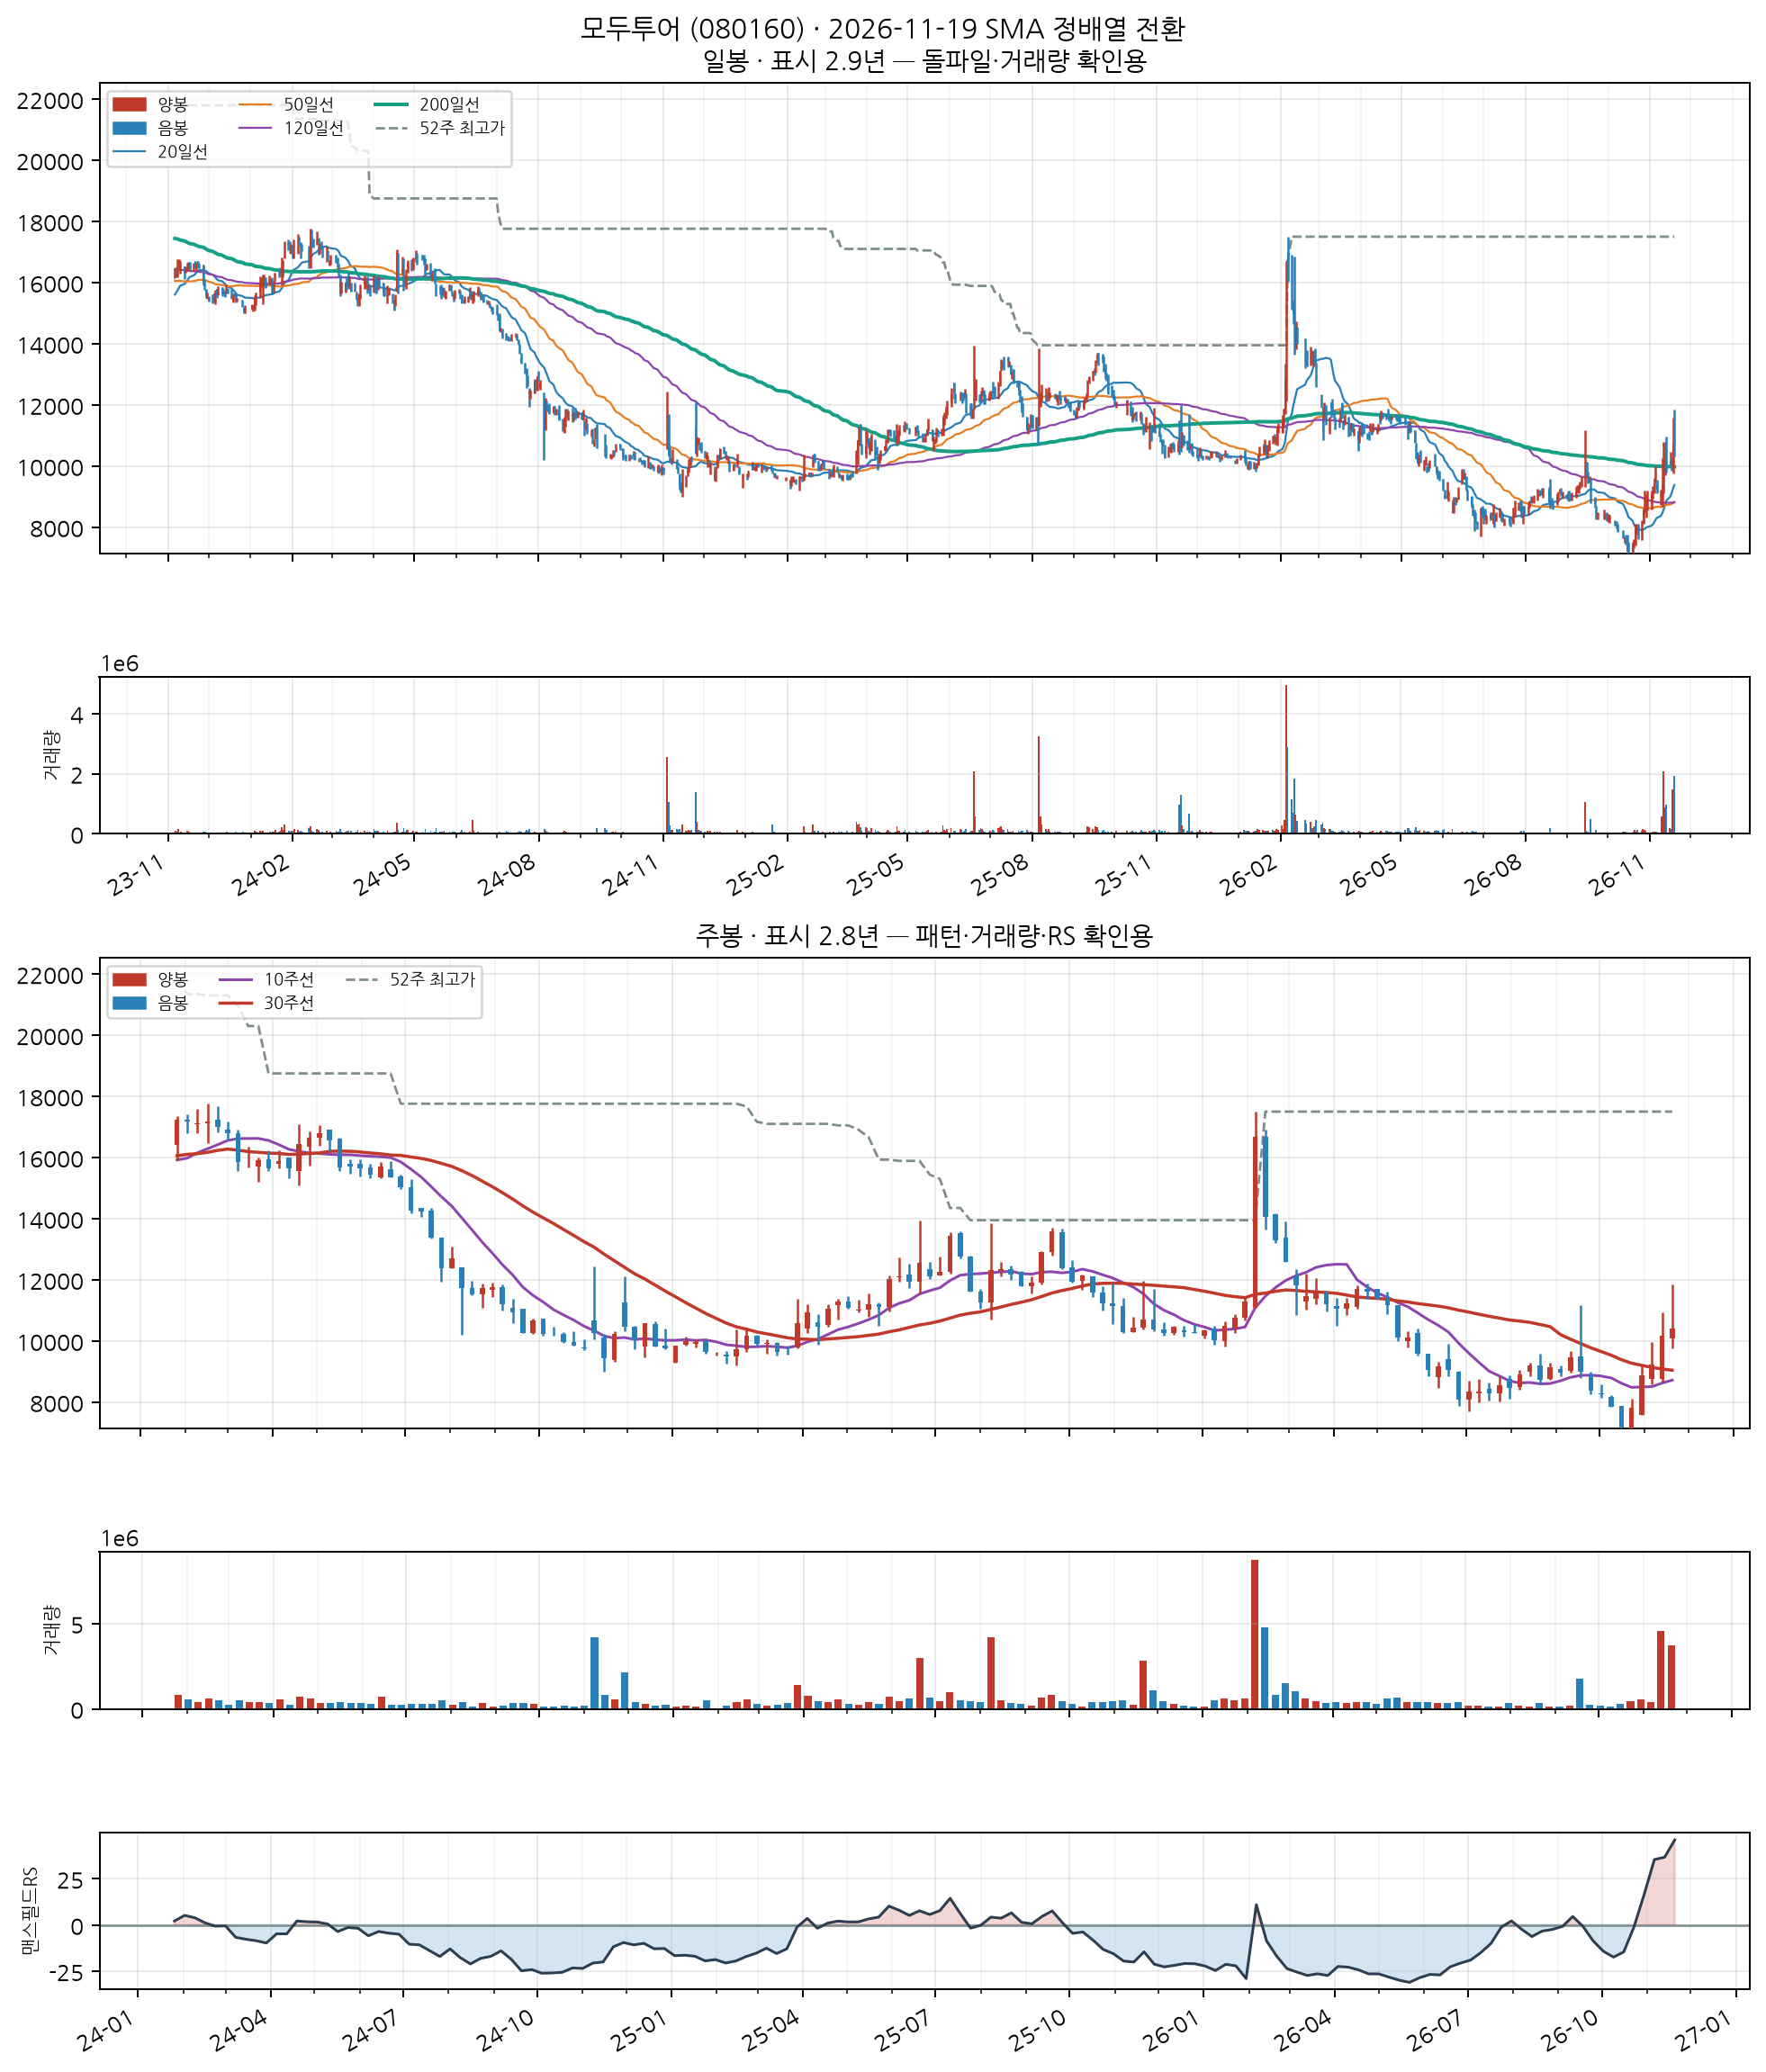 모두투어 (080160) · 2026-11-19 SMA 정배열 전환
일봉 · 표시 2.9년 — 돌파일·거래량 확인용
양봉 50일선 200일선
음봉 120일선 52주 최고가
20일선
22000
20000
18000
16000
14000
12000
10000
8000
1e6
거래량
4
2
0
23-11 24-02 24-05 24-08 24-11 25-02 25-05 25-08 25-11 26-02 26-05 26-08 26-11
주봉 · 표시 2.8년 — 패턴·거래량·RS 확인용
양봉 10주선 52주 최고가
음봉 30주선
22000
20000
18000
16000
14000
12000
10000
8000
1e6
거래량
5
0
맨스필드RS
25
0
-25
24-01 24-04 24-07 24-10 25-01 25-04 25-07 25-10 26-01 26-04 26-07 26-10 27-01